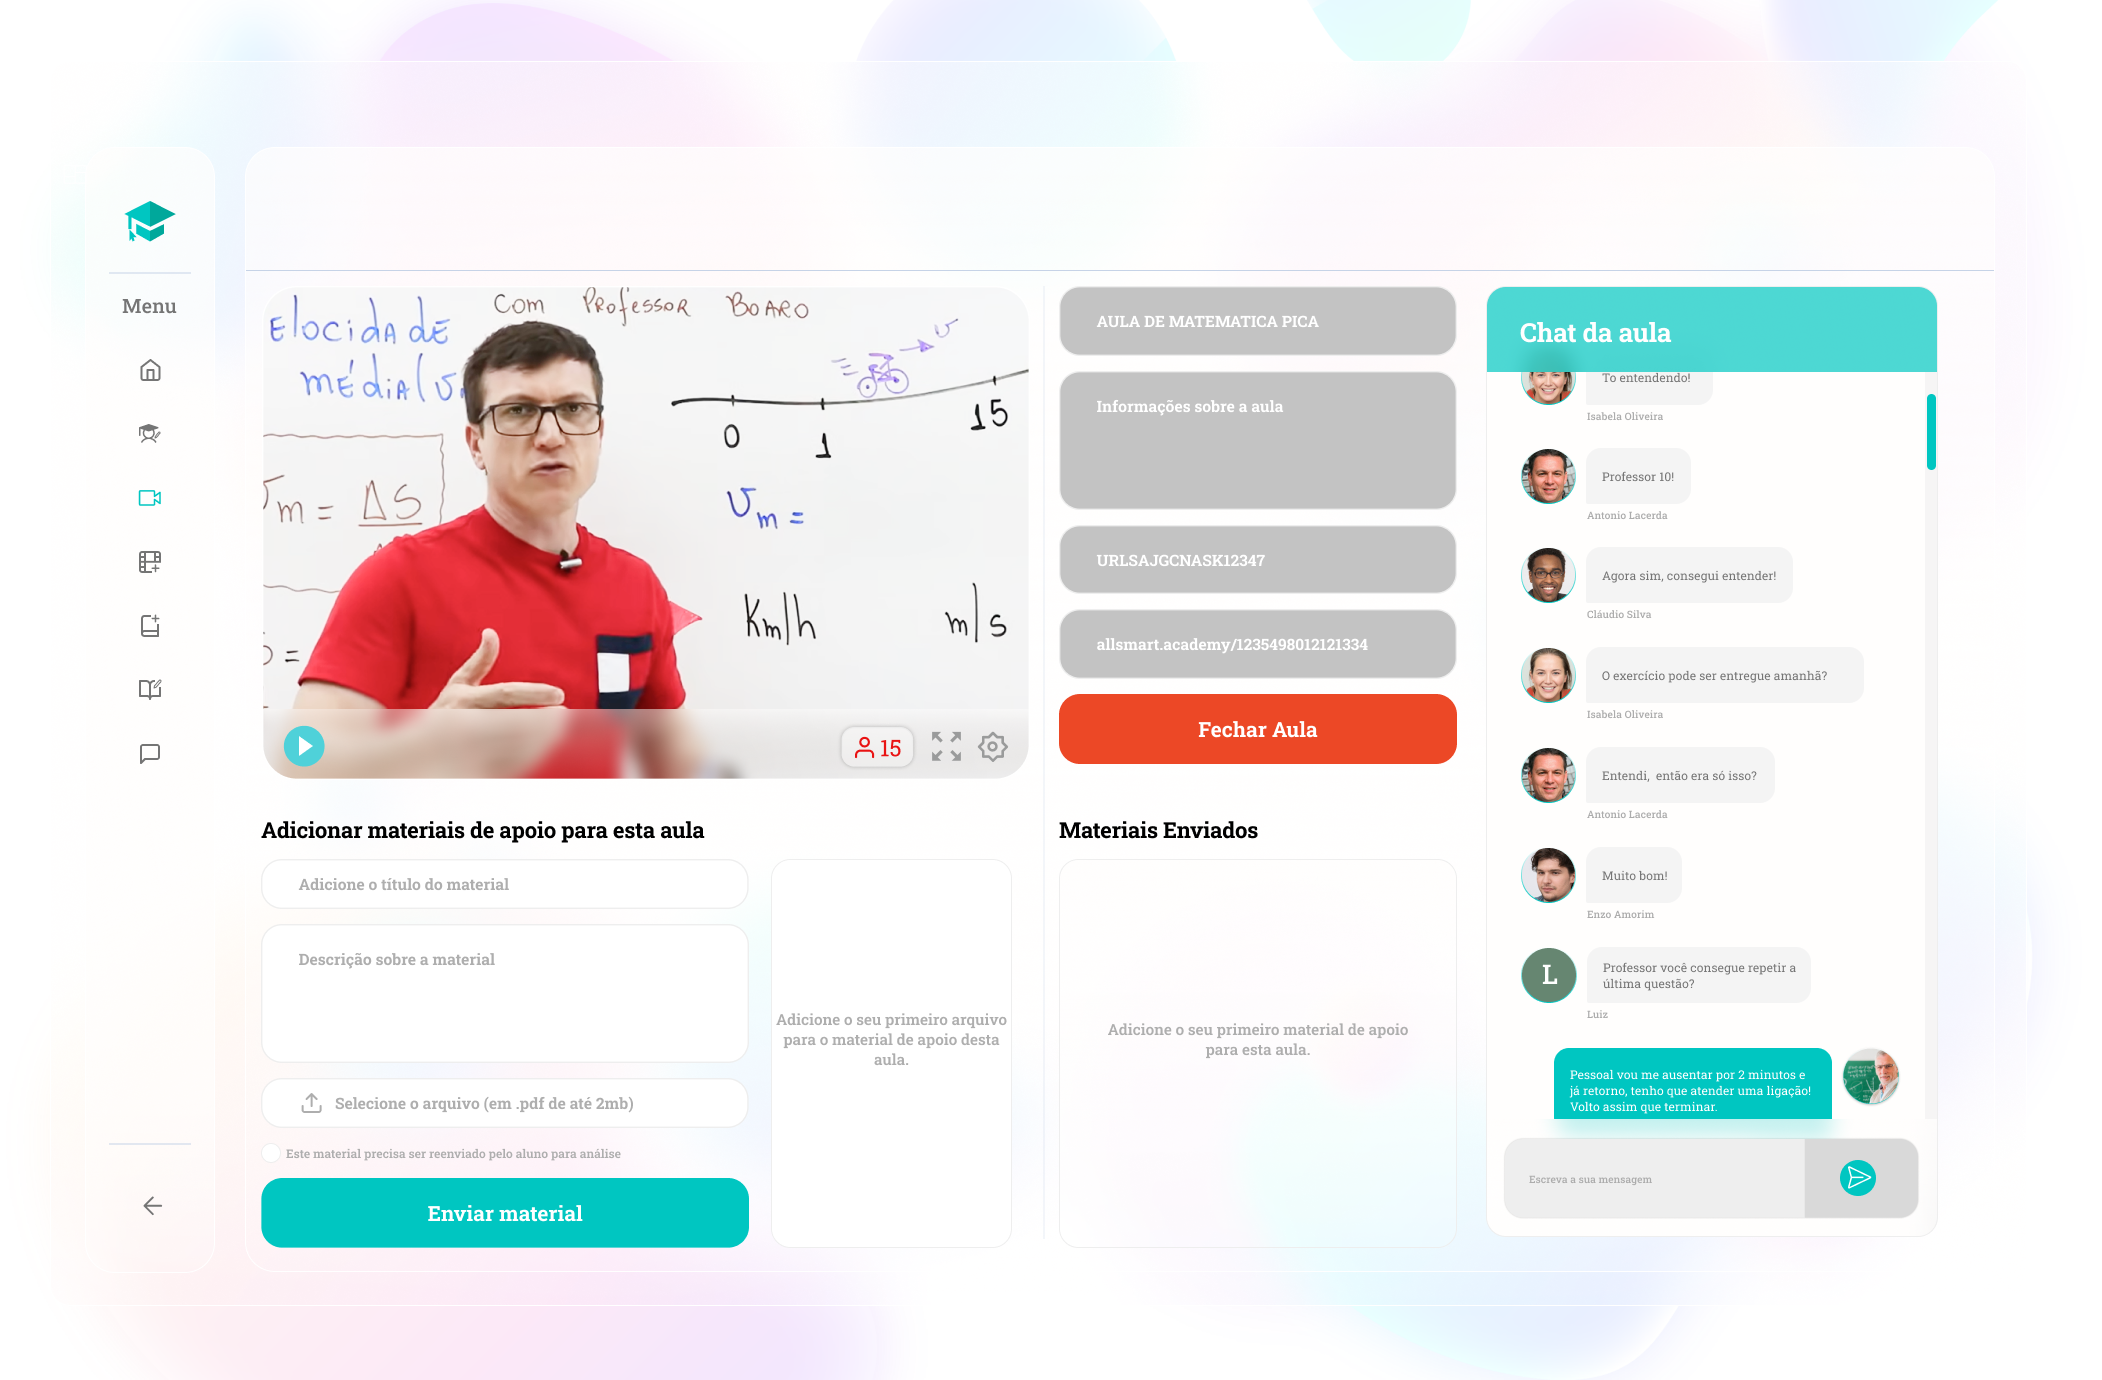 Menu
Com Professor Boaro
Elocidade
média
0
1
15
m = ΔS
m =
Km/h
m/s
=
15
AULA DE MATEMATICA PICA
Informações sobre a aula
URLSAJGCNASK12347
allsmart.academy/1235498012121334
Fechar Aula
Adicionar materiais de apoio para esta aula
Adicione o título do material
Descrição sobre a material
Selecione o arquivo (em .pdf de até 2mb)
Este material precisa ser reenviado pelo aluno para análise
Enviar material
Adicione o seu primeiro arquivo
para o material de apoio desta
aula.
Materiais Enviados
Adicione o seu primeiro material de apoio
para esta aula.
Chat da aula
To entendendo!
Isabela Oliveira
Professor 10!
Antonio Lacerda
Agora sim, consegui entender!
Cláudio Silva
O exercício pode ser entregue amanhã?
Isabela Oliveira
Entendi, então era só isso?
Antonio Lacerda
Muito bom!
Enzo Amorim
L
Professor você consegue repetir a
última questão?
Luiz
Pessoal vou me ausentar por 2 minutos e
já retorno, tenho que atender uma ligação!
Volto assim que terminar.
Escreva a sua mensagem